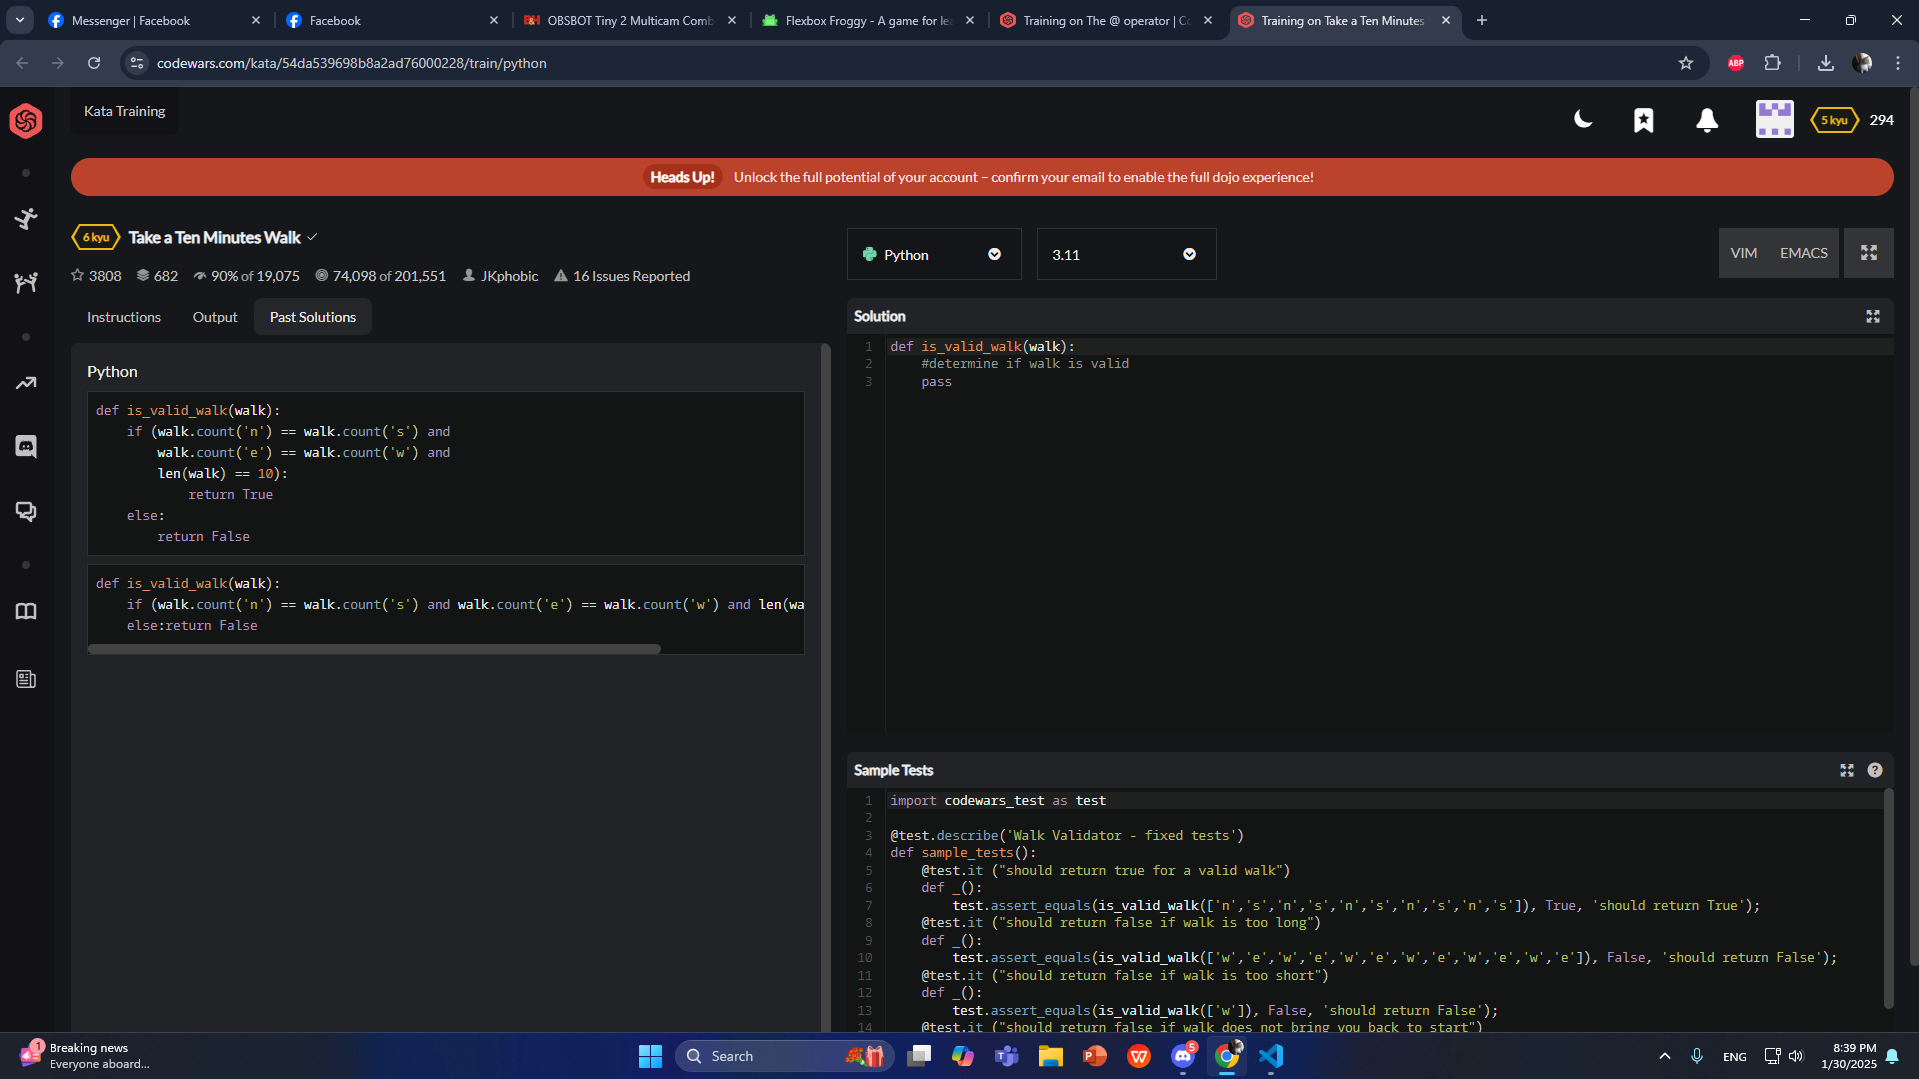 Messenger | Facebook
Facebook
OBSBOT Tiny 2 Multicam Comb
Flexbox Froggy - A game for lea
Training on The @ operator | Co
Training on Take a Ten Minutes
codewars.com/kata/54da539698b8a2ad76000228/train/python
ABP
Kata Training
5 kyu
294
Heads Up! Unlock the full potential of your account – confirm your email to enable the full dojo experience!
6 kyu Take a Ten Minutes Walk
3808 682 90% of 19,075 74,098 of 201,551 JKphobic 16 Issues Reported
Instructions Output Past Solutions
Python
def is_valid_walk(walk):
    if (walk.count('n') == walk.count('s') and
        walk.count('e') == walk.count('w') and
        len(walk) == 10):
            return True
    else:
        return False
def is_valid_walk(walk):
    if (walk.count('n') == walk.count('s') and walk.count('e') == walk.count('w') and len(wa
    else:return False
Python
3.11
VIM EMACS
Solution
1 def is_valid_walk(walk):
2     #determine if walk is valid
3     pass
Sample Tests
?
1 import codewars_test as test
2
3 @test.describe('Walk Validator - fixed tests')
4 def sample_tests():
5     @test.it ("should return true for a valid walk")
6     def _():
7         test.assert_equals(is_valid_walk(['n','s','n','s','n','s','n','s','n','s']), True, 'should return True');
8     @test.it ("should return false if walk is too long")
9     def _():
10         test.assert_equals(is_valid_walk(['w','e','w','e','w','e','w','e','w','e','w','e']), False, 'should return False');
11     @test.it ("should return false if walk is too short")
12     def _():
13         test.assert_equals(is_valid_walk(['w']), False, 'should return False');
14     @test.it ("should return false if walk does not bring you back to start")
1
Breaking news
Everyone aboard...
Search
5
ENG
8:39 PM
1/30/2025